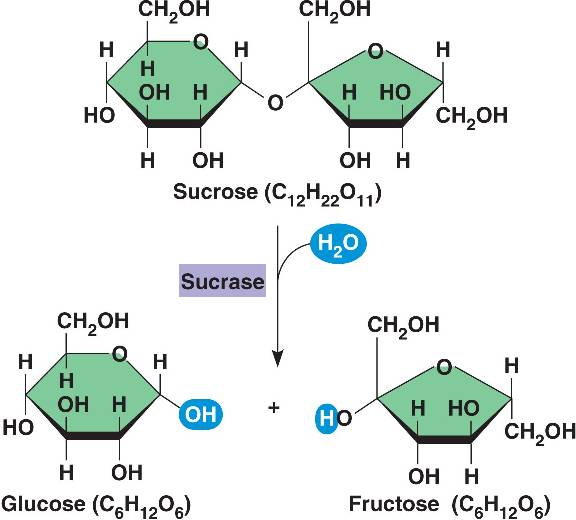 CH₂OH CH₂OH
H O H O H
H
OH H H HO
HO O CH₂OH
H OH OH H
Sucrose (C₁₂H₂₂O₁₁)
H₂O
Sucrase
CH₂OH CH₂OH
H O H O H
H
OH H OH + HO H HO
HO CH₂OH
H OH OH H
Glucose (C₆H₁₂O₆) Fructose (C₆H₁₂O₆)